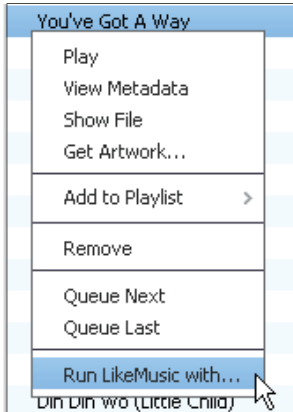 You've Got A Way
Play
View Metadata
Show File
Get Artwork...
Add to Playlist >
Remove
Queue Next
Queue Last
Run LikeMusic with...
Din Din Wo (Little Child)